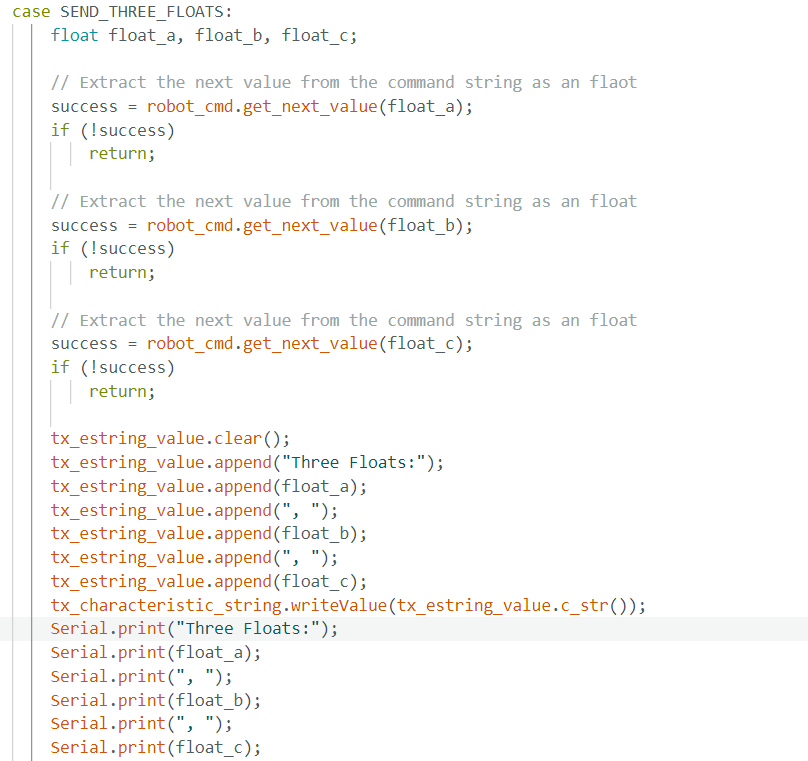 case SEND_THREE_FLOATS:
float float_a, float_b, float_c;
// Extract the next value from the command string as an flaot
success = robot_cmd.get_next_value(float_a);
if (!success)
return;
// Extract the next value from the command string as an float
success = robot_cmd.get_next_value(float_b);
if (!success)
return;
// Extract the next value from the command string as an float
success = robot_cmd.get_next_value(float_c);
if (!success)
return;
tx_estring_value.clear();
tx_estring_value.append("Three Floats:");
tx_estring_value.append(float_a);
tx_estring_value.append(", ");
tx_estring_value.append(float_b);
tx_estring_value.append(", ");
tx_estring_value.append(float_c);
tx_characteristic_string.writeValue(tx_estring_value.c_str());
Serial.print("Three Floats:");
Serial.print(float_a);
Serial.print(", ");
Serial.print(float_b);
Serial.print(", ");
Serial.print(float_c);